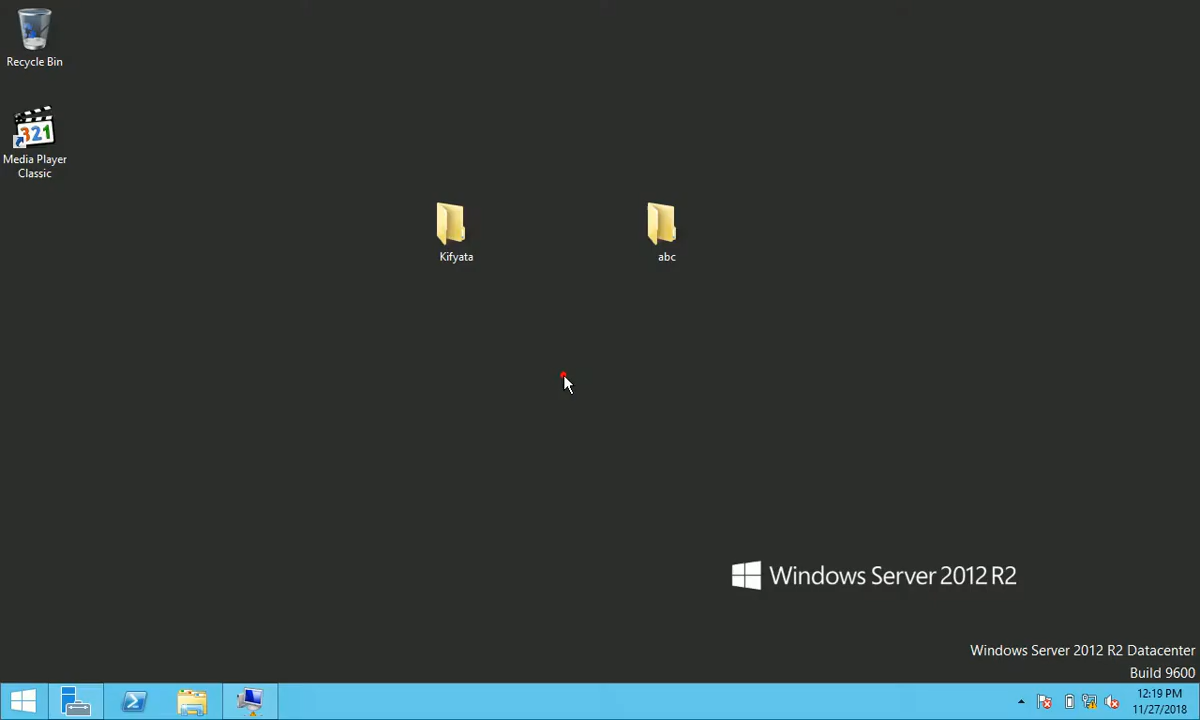 Recycle Bin
321
Media Player
Classic
Kifyata
abc
Windows Server 2012 R2
Windows Server 2012 R2 Datacenter
Build 9600
12:19 PM
11/27/2018